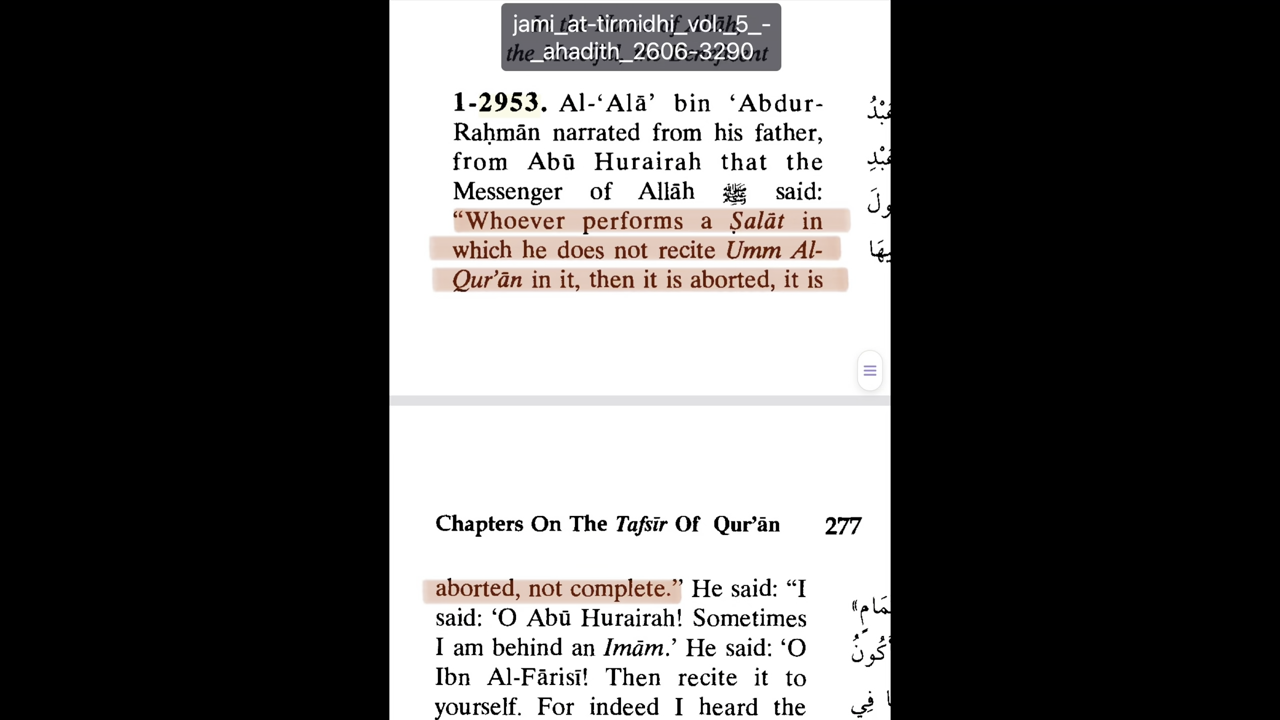 jami_at-tirmidhi_vol._5_-
_ahadith_2606-3290
1-2953. Al-‘Alā’ bin ‘Abdur-
Raḥmān narrated from his father,
from Abū Hurairah that the
Messenger of Allāh ﷺ said:
“Whoever performs a Ṣalāt in
which he does not recite Umm Al-
Qur’ān in it, then it is aborted, it is
Chapters On The Tafsīr Of Qur’ān 277
aborted, not complete.” He said: “I
said: ‘O Abū Hurairah! Sometimes
I am behind an Imām.’ He said: ‘O
Ibn Al-Fārisī! Then recite it to
yourself. For indeed I heard the